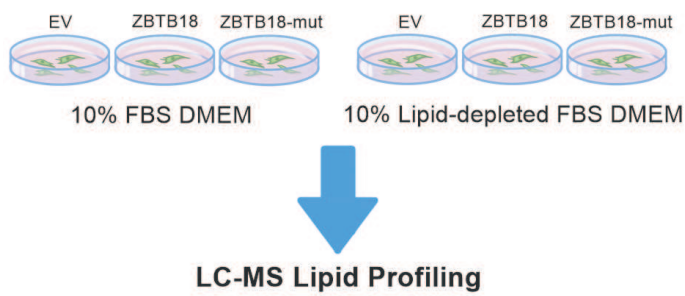 EV ZBTB18 ZBTB18-mut EV ZBTB18 ZBTB18-mut
10% FBS DMEM 10% Lipid-depleted FBS DMEM
LC-MS Lipid Profiling